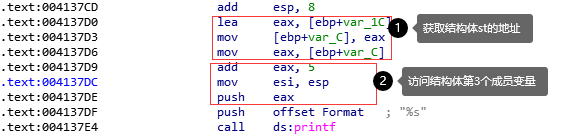 .text:004137CD add esp, 8
.text:004137D0 lea eax, [ebp+var_1C] 1 获取结构体st的地址
.text:004137D3 mov [ebp+var_C], eax
.text:004137D6 mov eax, [ebp+var_C]
.text:004137D9 add eax, 5
.text:004137DC mov esi, esp 2 访问结构体第3个成员变量
.text:004137DE push eax
.text:004137DF push offset Format ; "%s"
.text:004137E4 call ds:printf